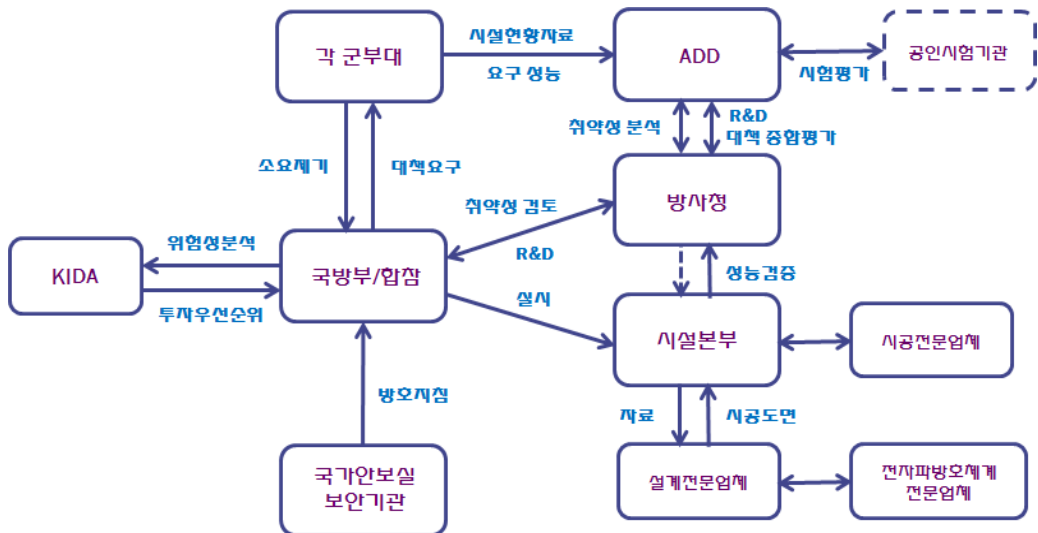 각 군부대
시설현황자료
요구 성능
ADD
시험평가
공인시험기관
취약성 분석
R&D
대책 종합평가
소요제기
대책요구
방사청
취약성 검토
R&D
위험성분석
KIDA
국방부/합참
투자우선순위
실시
성능검증
시설본부
시공전문업체
방호지침
자료
시공도면
국가안보실
보안기관
설계전문업체
전자파방호체계
전문업체